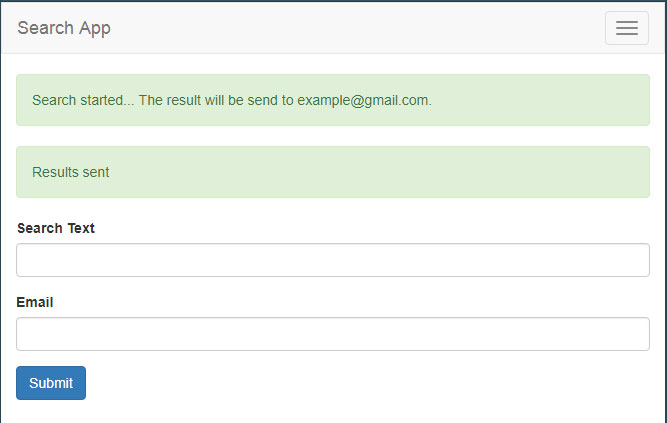 Search App
Search started... The result will be send to example@gmail.com.
Results sent
Search Text
Email
Submit